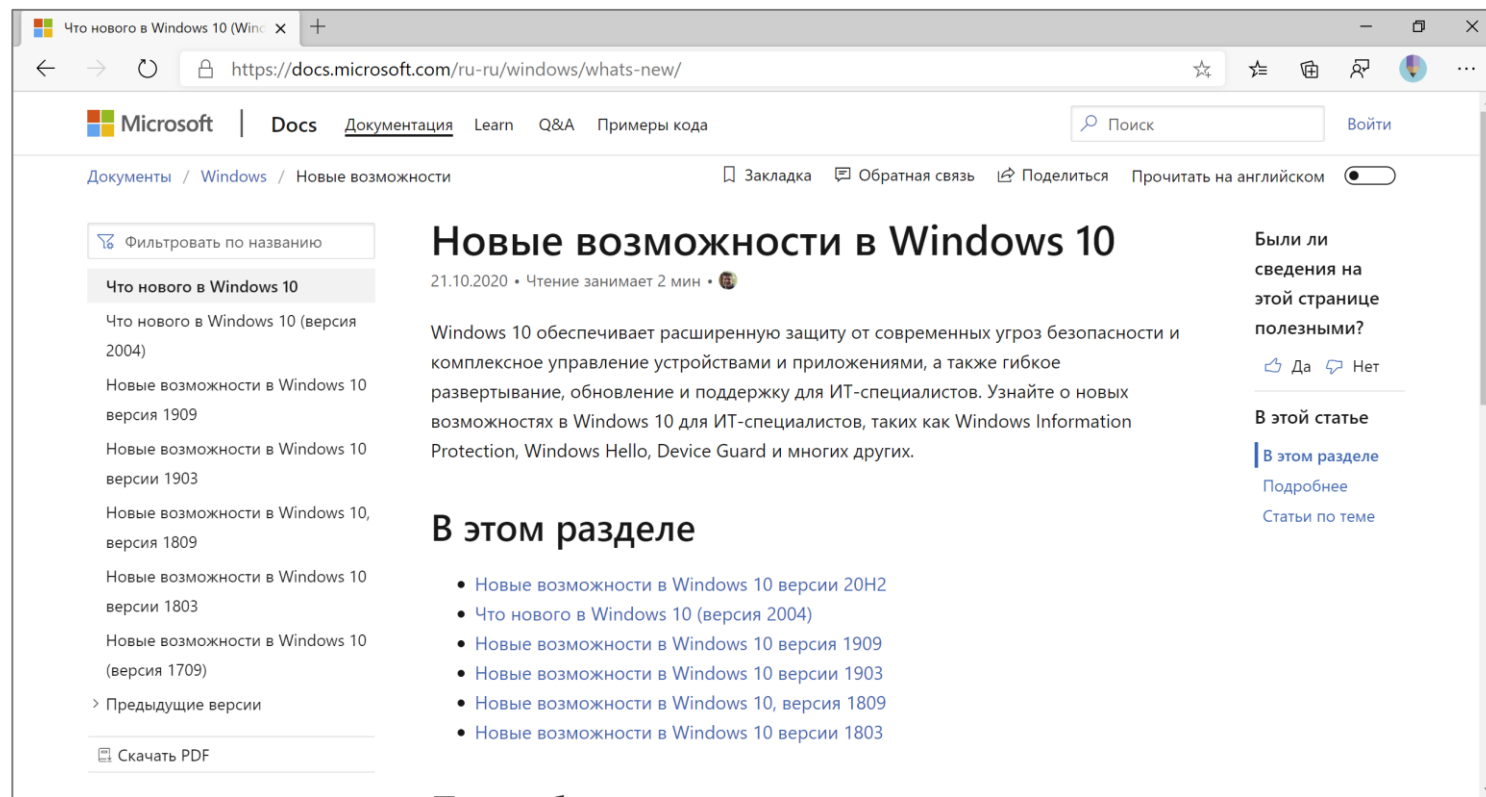 Что нового в Windows 10 (Winc
https://docs.microsoft.com/ru-ru/windows/whats-new/
Microsoft | Docs Документация Learn Q&A Примеры кода Поиск Войти
Документы / Windows / Новые возможности Закладка Обратная связь Поделиться Прочитать на английском
Фильтровать по названию
Что нового в Windows 10
Что нового в Windows 10 (версия
2004)
Новые возможности в Windows 10
версия 1909
Новые возможности в Windows 10
версии 1903
Новые возможности в Windows 10,
версия 1809
Новые возможности в Windows 10
версии 1803
Новые возможности в Windows 10
(версия 1709)
Предыдущие версии
Скачать PDF
Новые возможности в Windows 10
21.10.2020 • Чтение занимает 2 мин •
Windows 10 обеспечивает расширенную защиту от современных угроз безопасности и
комплексное управление устройствами и приложениями, а также гибкое
развертывание, обновление и поддержку для ИТ-специалистов. Узнайте о новых
возможностях в Windows 10 для ИТ-специалистов, таких как Windows Information
Protection, Windows Hello, Device Guard и многих других.
В этом разделе
• Новые возможности в Windows 10 версии 20H2
• Что нового в Windows 10 (версия 2004)
• Новые возможности в Windows 10 версия 1909
• Новые возможности в Windows 10 версии 1903
• Новые возможности в Windows 10, версия 1809
• Новые возможности в Windows 10 версии 1803
Были ли
сведения на
этой странице
полезными?
Да Нет
В этой статье
В этом разделе
Подробнее
Статьи по теме